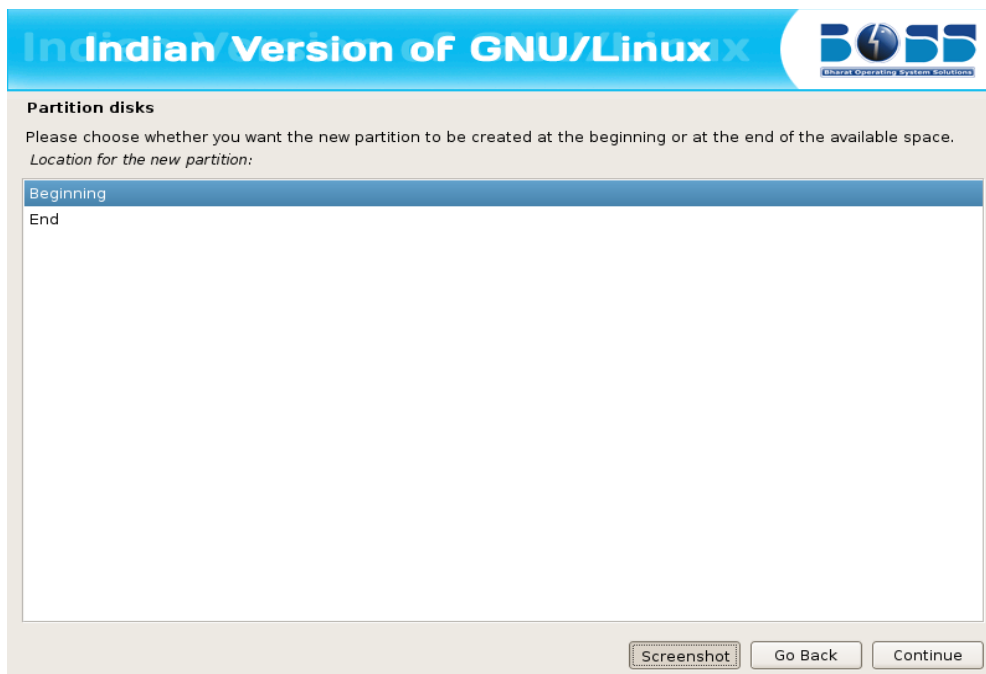 Indian Version of GNU/Linux
BOSS
Bharat Operating System Solutions
Partition disks
Please choose whether you want the new partition to be created at the beginning or at the end of the available space.
Location for the new partition:
Beginning
End
Screenshot Go Back Continue